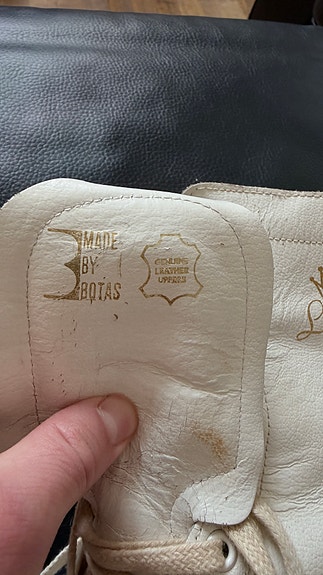 MADE
BY
BOTAS
GENUINE
LEATHER
UPPERS